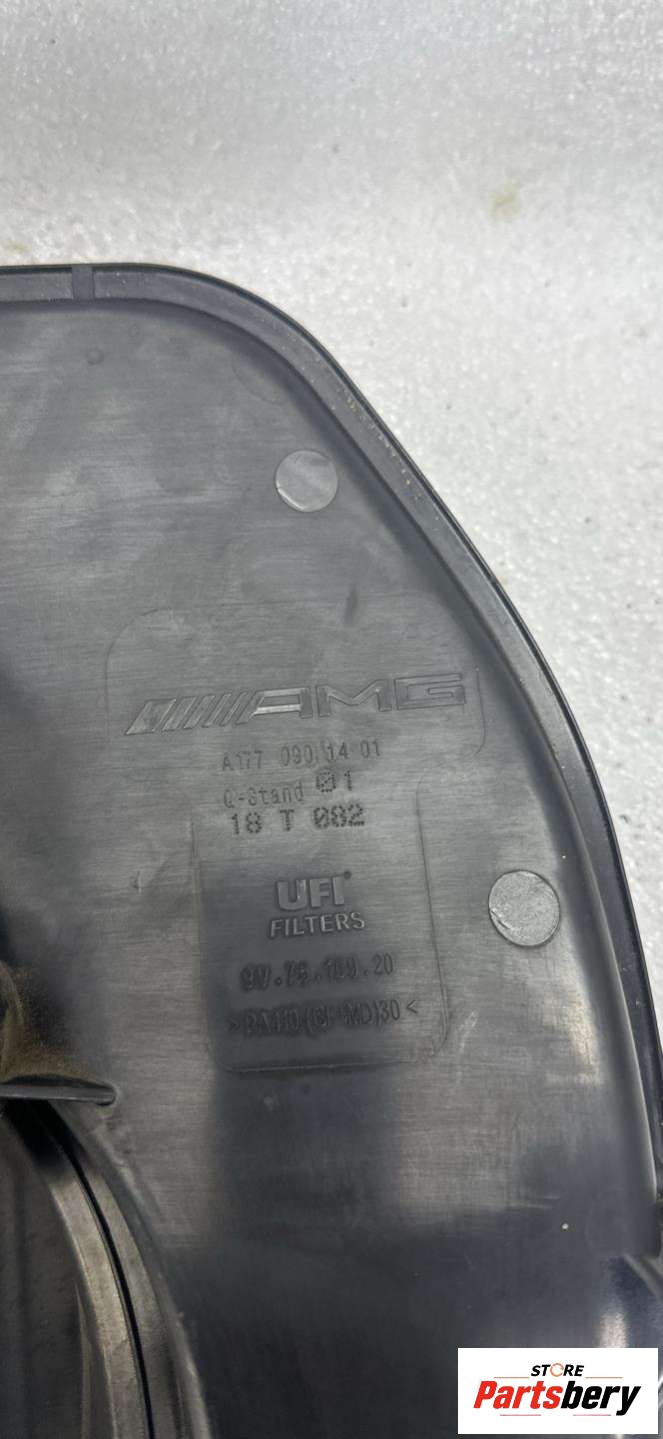 AMG
A177 090 14 01
Q-Stand 01
18 T 082
UFI
FILTERS
STORE
Partsbery